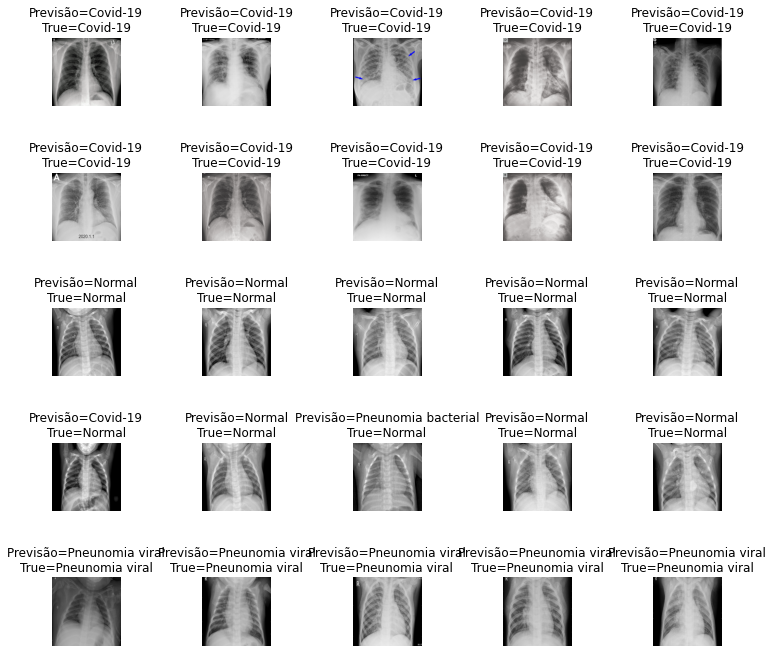 Previsão=Covid-19 Previsão=Covid-19 Previsão=Covid-19 Previsão=Covid-19 Previsão=Covid-19
True=Covid-19 True=Covid-19 True=Covid-19 True=Covid-19 True=Covid-19
Previsão=Covid-19 Previsão=Covid-19 Previsão=Covid-19 Previsão=Covid-19 Previsão=Covid-19
True=Covid-19 True=Covid-19 True=Covid-19 True=Covid-19 True=Covid-19
A
Previsão=Normal Previsão=Normal Previsão=Normal Previsão=Normal Previsão=Normal
True=Normal True=Normal True=Normal True=Normal True=Normal
Previsão=Covid-19 Previsão=Normal Previsão=Pneunomia bacterial Previsão=Normal Previsão=Normal
True=Normal True=Normal True=Normal True=Normal True=Normal
Previsão=Pneunomia viral Previsão=Pneunomia viral Previsão=Pneunomia viral Previsão=Pneunomia viral Previsão=Pneunomia viral
True=Pneunomia viral True=Pneunomia viral True=Pneunomia viral True=Pneunomia viral True=Pneunomia viral